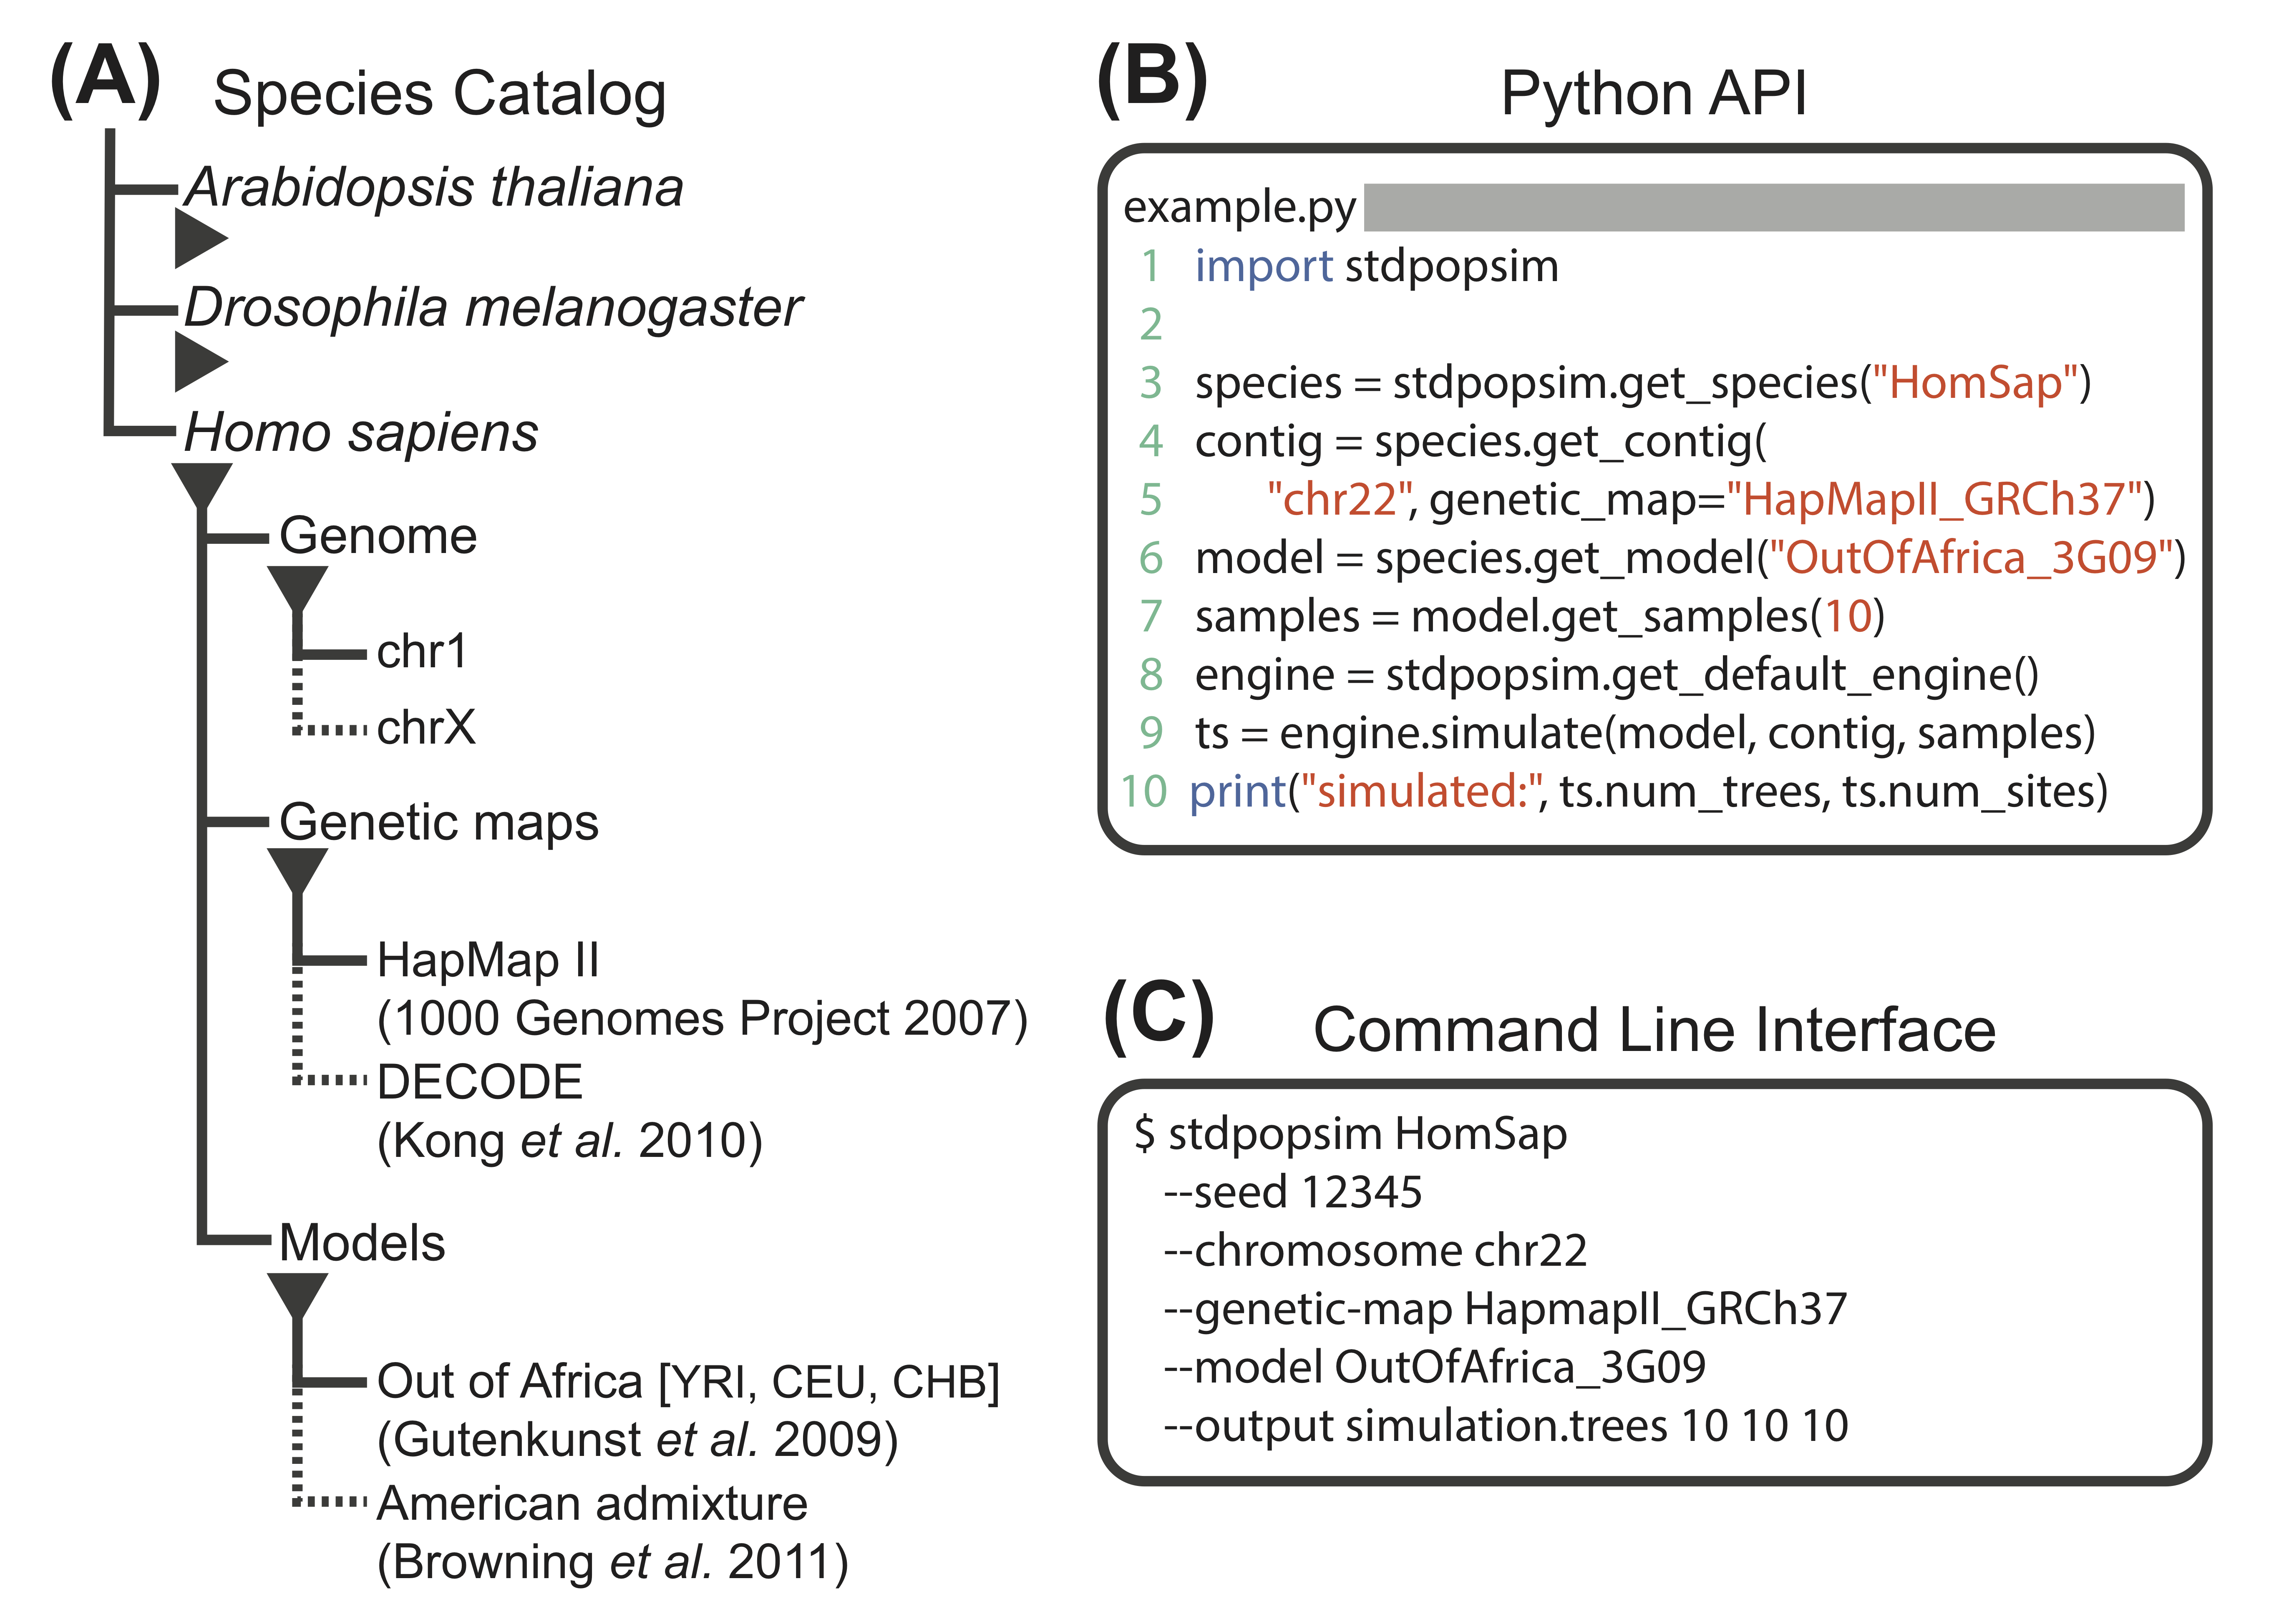 (A) Species Catalog
Arabidopsis thaliana
Drosophila melanogaster
Homo sapiens
Genome
chr1
chrX
Genetic maps
HapMap II
(1000 Genomes Project 2007)
DECODE
(Kong et al. 2010)
Models
Out of Africa [YRI, CEU, CHB]
(Gutenkunst et al. 2009)
American admixture
(Browning et al. 2011)
(B) Python API
example.py
1 import stdpopsim
2
3 species = stdpopsim.get_species("HomSap")
4 contig = species.get_contig(
5 "chr22", genetic_map="HapMapII_GRCh37")
6 model = species.get_model("OutOfAfrica_3G09")
7 samples = model.get_samples(10)
8 engine = stdpopsim.get_default_engine()
9 ts = engine.simulate(model, contig, samples)
10 print("simulated:", ts.num_trees, ts.num_sites)
(C) Command Line Interface
$ stdpopsim HomSap
--seed 12345
--chromosome chr22
--genetic-map HapmapII_GRCh37
--model OutOfAfrica_3G09
--output simulation.trees 10 10 10